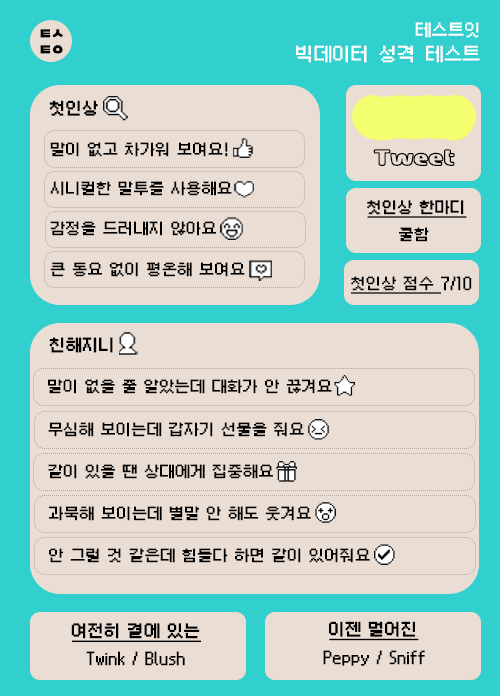 테스
트잇
테스트잇
빅데이터 성격 테스트
첫인상
말이 없고 차가워 보여요!
시니컬한 말투를 사용해요
감정을 드러내지 않아요
큰 동요 없이 평온해 보여요
Tweet
첫인상 한마디
쿨함
첫인상 점수 7/10
친해지니
말이 없을 줄 알았는데 대화가 안 끊겨요
무심해 보이는데 갑자기 선물을 줘요
같이 있을 땐 상대에게 집중해요
과묵해 보이는데 별말 안 해도 웃겨요
안 그럴 것 같은데 힘들다 하면 같이 있어줘요
여전히 곁에 있는
Twink / Blush
이젠 멀어진
Peppy / Sniff